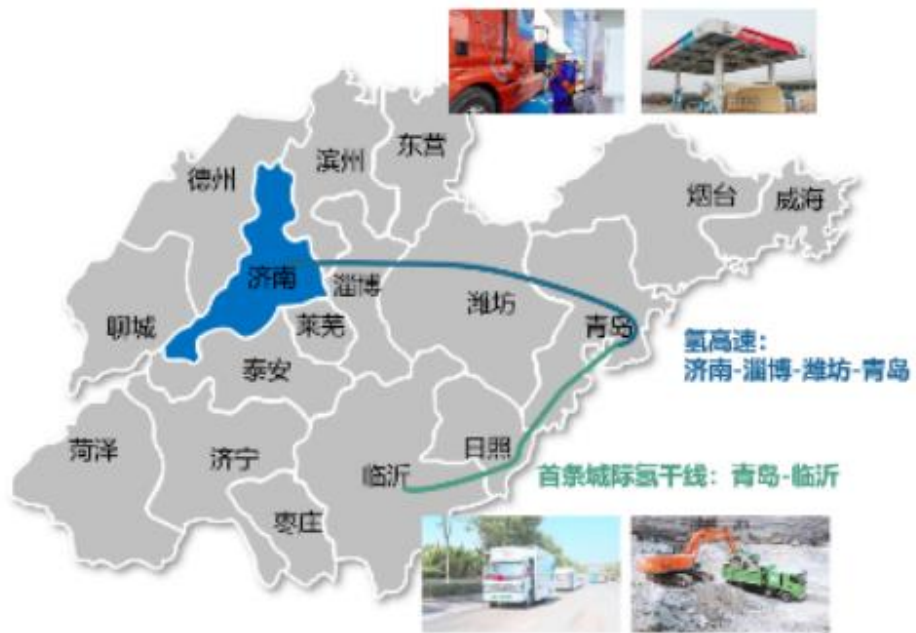 东营
滨州
德州
烟台
威海
济南
淄博
潍坊
聊城
莱芜
青岛
氢高速：
济南-淄博-潍坊-青岛
泰安
菏泽
济宁
日照
临沂
首条城际氢干线：青岛-临沂
枣庄